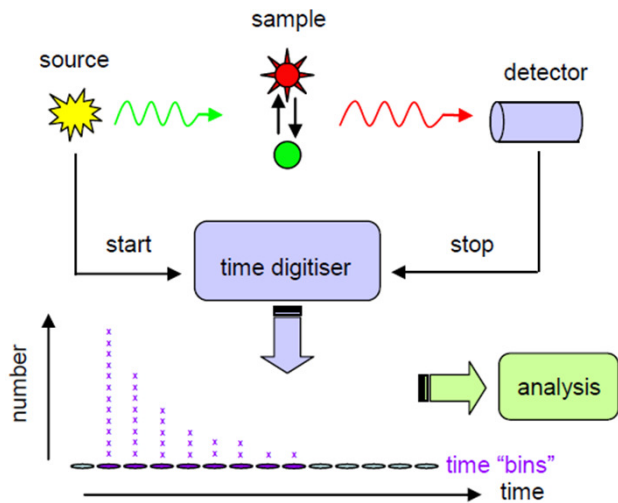 sample
source
detector
start
stop
time digitiser
number
analysis
time “bins”
time